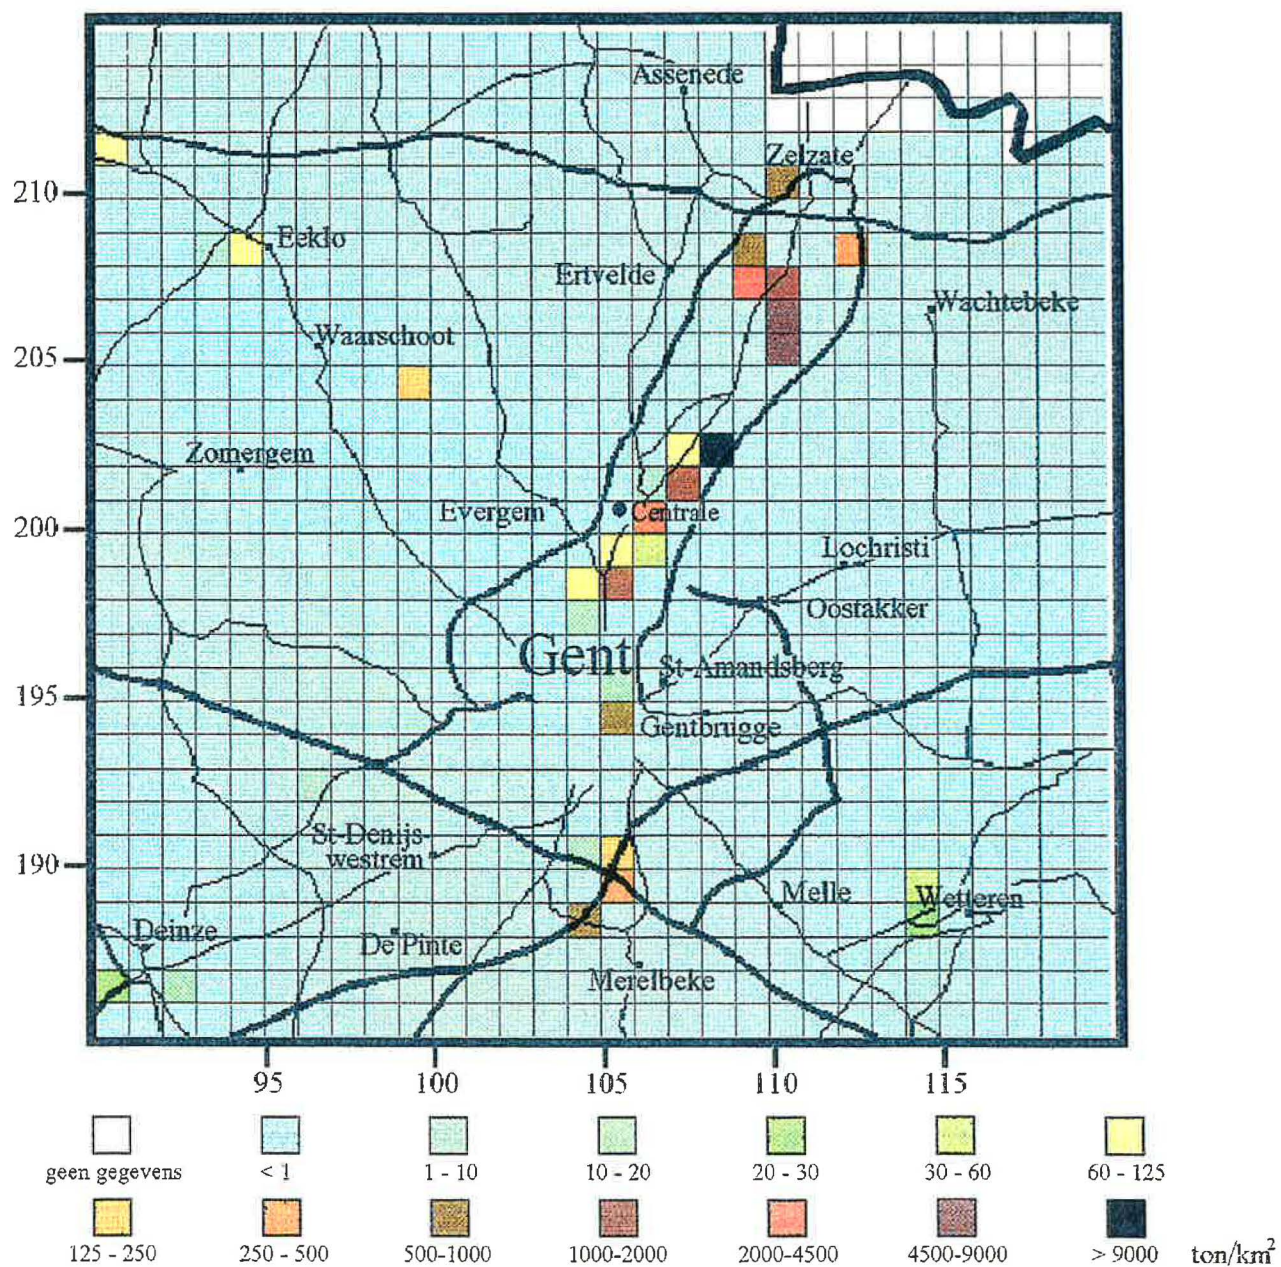 Assenede
Zelzate
210
Eeklo
Ertvelde
Wachtebeke
Waarschoot
205
Zomergem
Evergem
Centrale
200
Lochristi
Oostakker
Gent
St-Amandsberg
195
Gentbrugge
St-Denijs-
westrem
190
Melle
Wetteren
Deinze
De Pinte
Merelbeke
95 100 105 110 115
geen gegevens < 1 1 - 10 10 - 20 20 - 30 30 - 60 60 - 125
125 - 250 250 - 500 500-1000 1000-2000 2000-4500 4500-9000 > 9000 ton/km²